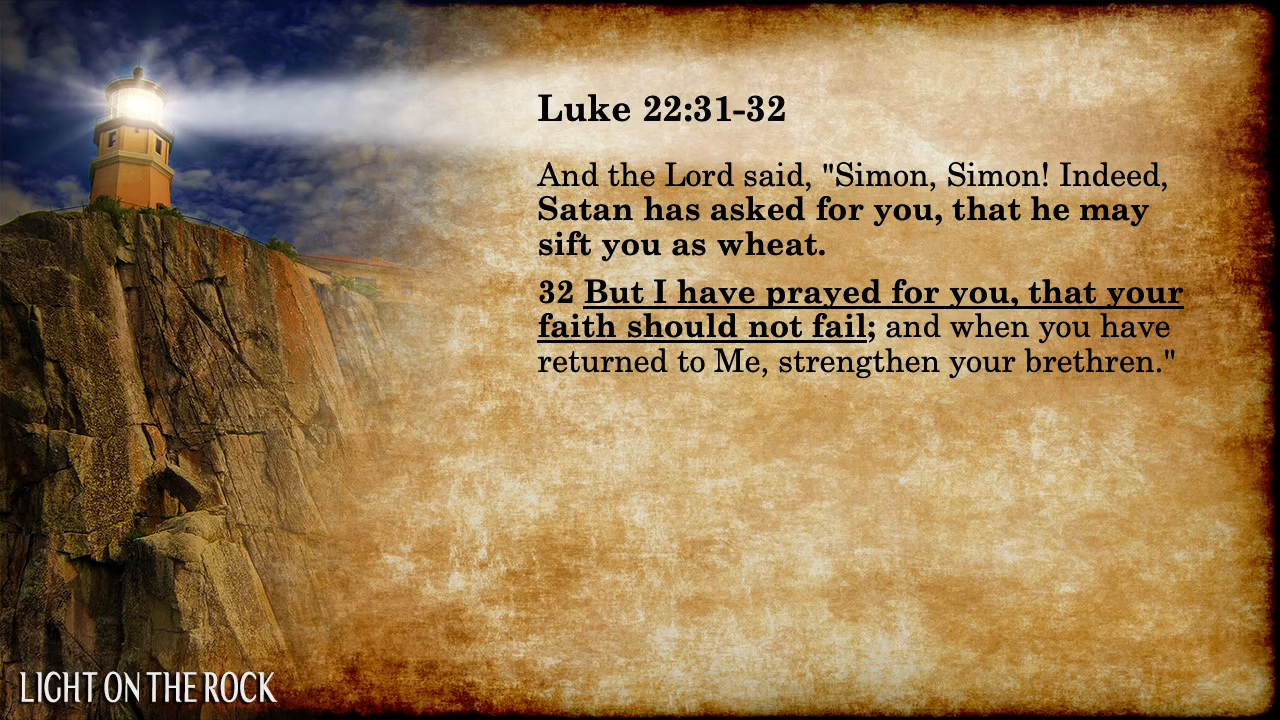 Luke 22:31-32
And the Lord said, "Simon, Simon! Indeed,
Satan has asked for you, that he may
sift you as wheat.
32 But I have prayed for you, that your
faith should not fail; and when you have
returned to Me, strengthen your brethren."
LIGHT ON THE ROCK